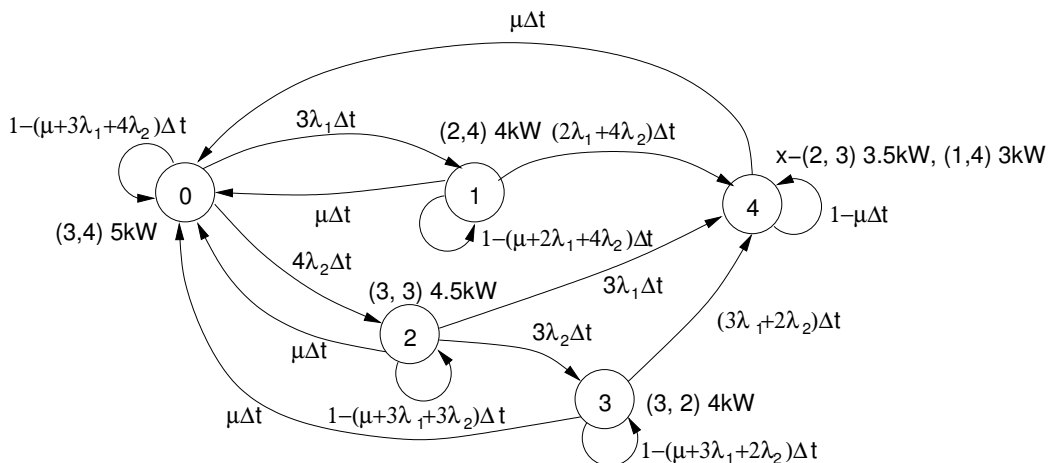 μΔt
1−(μ+3λ₁+4λ₂)Δt
3λ₁Δt
(2,4) 4kW
(2λ₁+4λ₂)Δt
x−(2, 3) 3.5kW, (1,4) 3kW
0
1
4
μΔt
1−μΔt
(3,4) 5kW
1−(μ+2λ₁+4λ₂)Δt
4λ₂Δt
(3, 3) 4.5kW
3λ₁Δt
2
3λ₂Δt
(3λ₁+2λ₂)Δt
μΔt
3
(3, 2) 4kW
1−(μ+3λ₁+3λ₂)Δt
μΔt
1−(μ+3λ₁+2λ₂)Δt